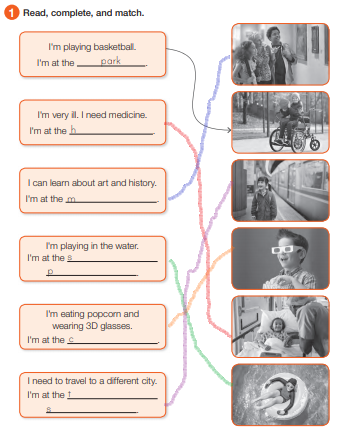 1 Read, complete, and match.
I'm playing basketball.
I'm at the park.
I'm very ill. I need medicine.
I'm at the h.
I can learn about art and history.
I'm at the m.
I'm playing in the water.
I'm at the s
p.
I'm eating popcorn and
wearing 3D glasses.
I'm at the c.
I need to travel to a different city.
I'm at the t
s.